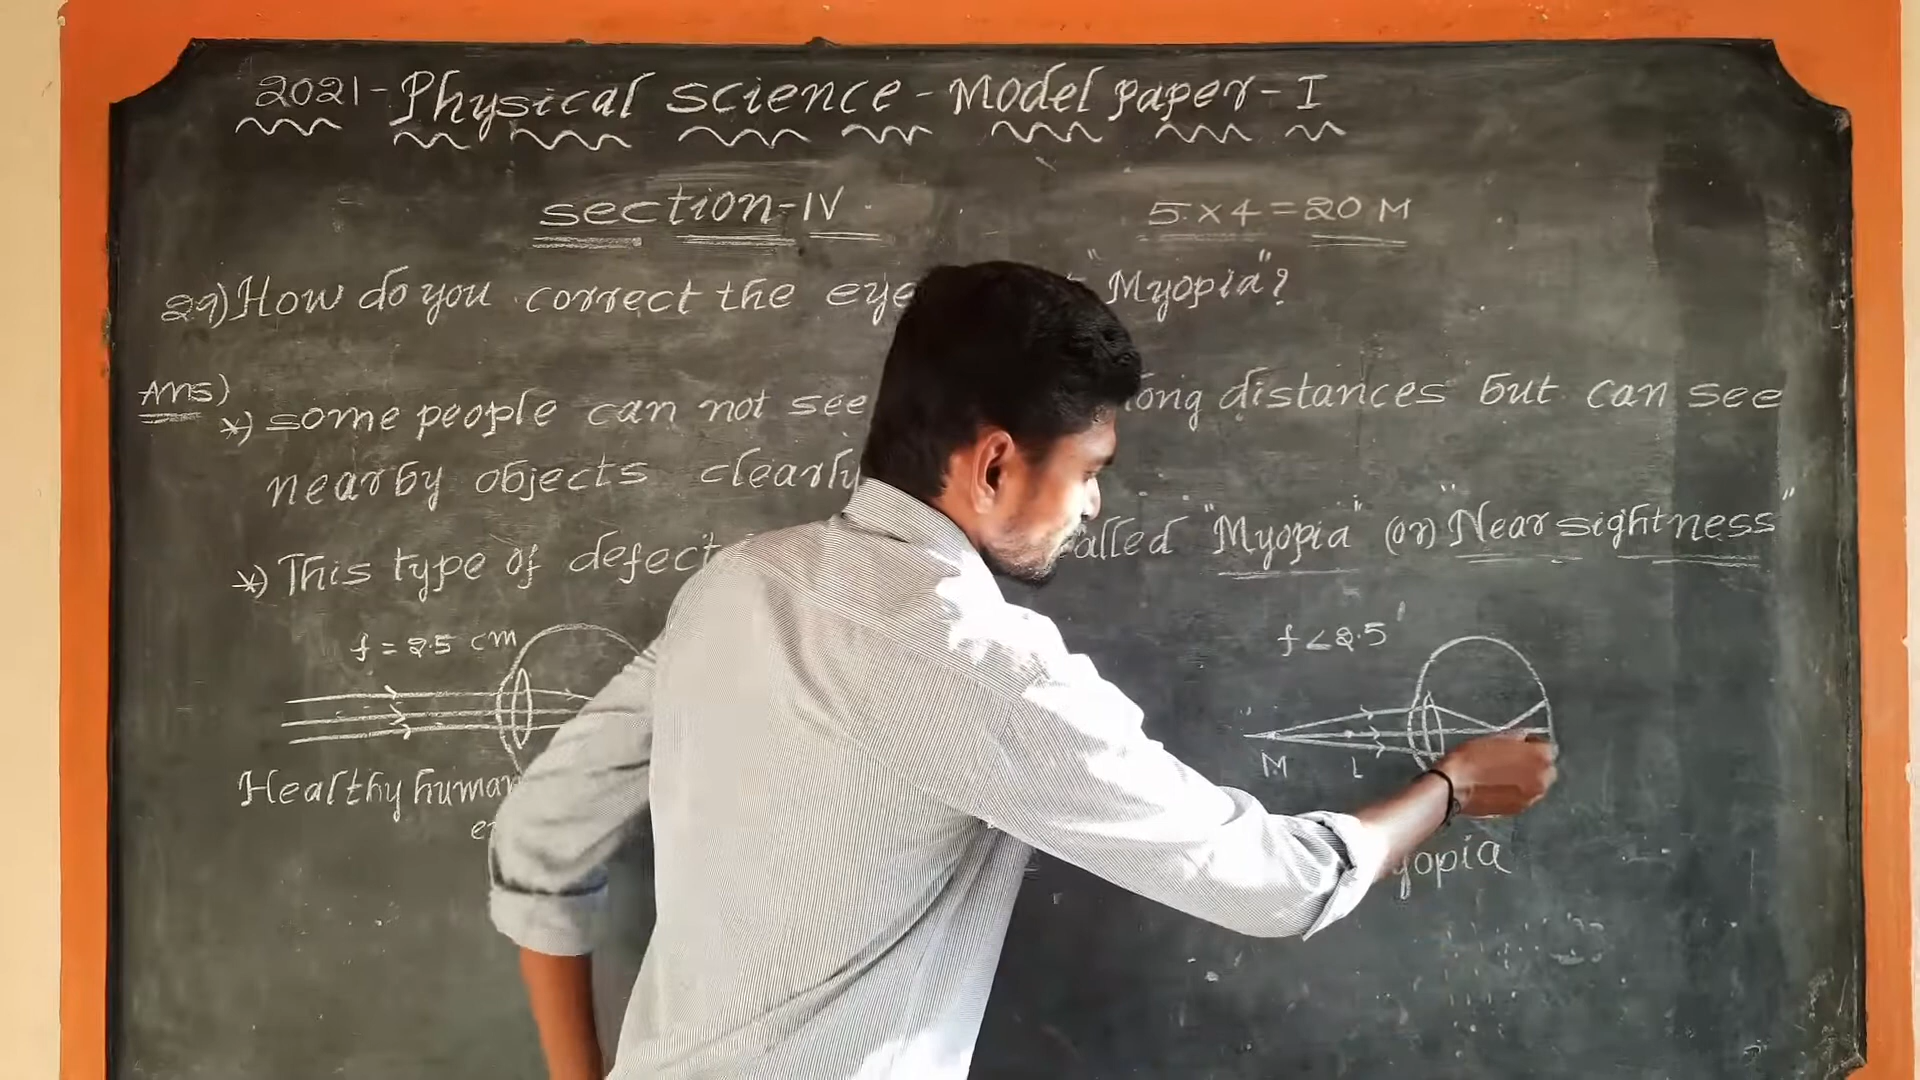 2021-Physical science-Model paper-I
section-IV
5×4=20 M
29) How do you correct the eye "Myopia"?
Ans)
*) some people can not see long distances but can see
nearby objects clearly
*) This type of defect called "Myopia" (or) "Near sightness"
f = 2.5 cm
f<2.5
M L
Healthy human
yopia